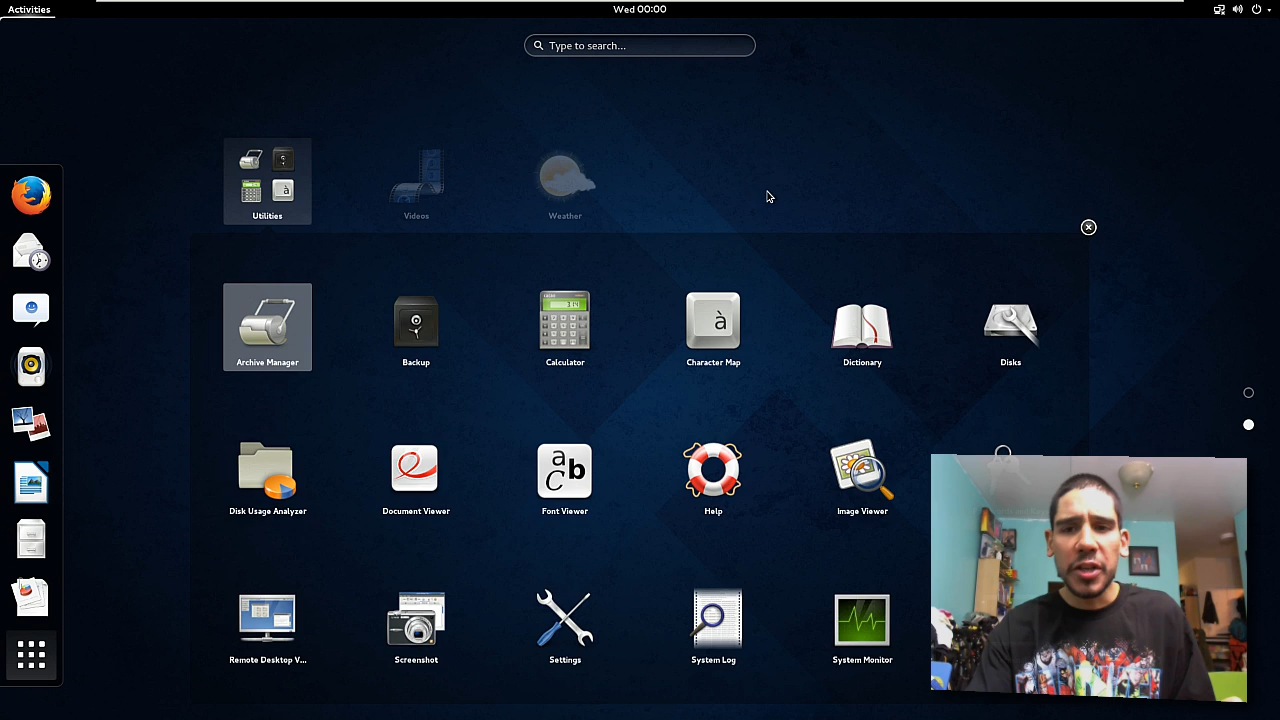 Activities
Wed 00:00
Type to search...
Utilities
Videos
Weather
Archive Manager
Backup
Calculator
Character Map
Dictionary
Disks
Disk Usage Analyzer
Document Viewer
Font Viewer
Help
Image Viewer
Remote Desktop V...
Screenshot
Settings
System Log
System Monitor